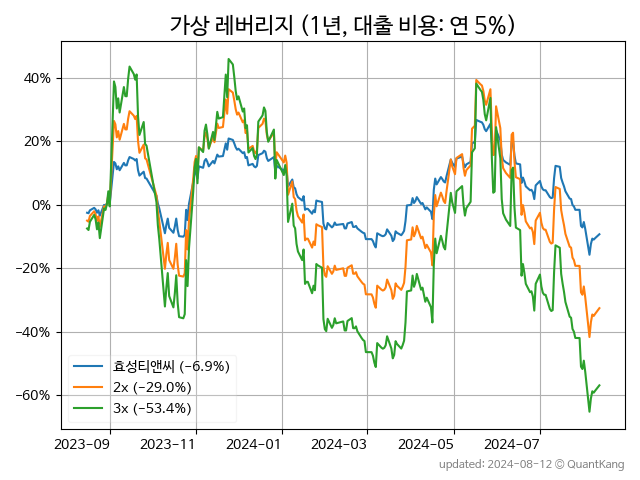 가상 레버리지 (1년, 대출 비용: 연 5%)
40%
20%
0%
−20%
−40%
−60%
효성티앤씨 (−6.9%)
2x (−29.0%)
3x (−53.4%)
2023-09 2023-11 2024-01 2024-03 2024-05 2024-07
updated: 2024-08-12 © QuantKang